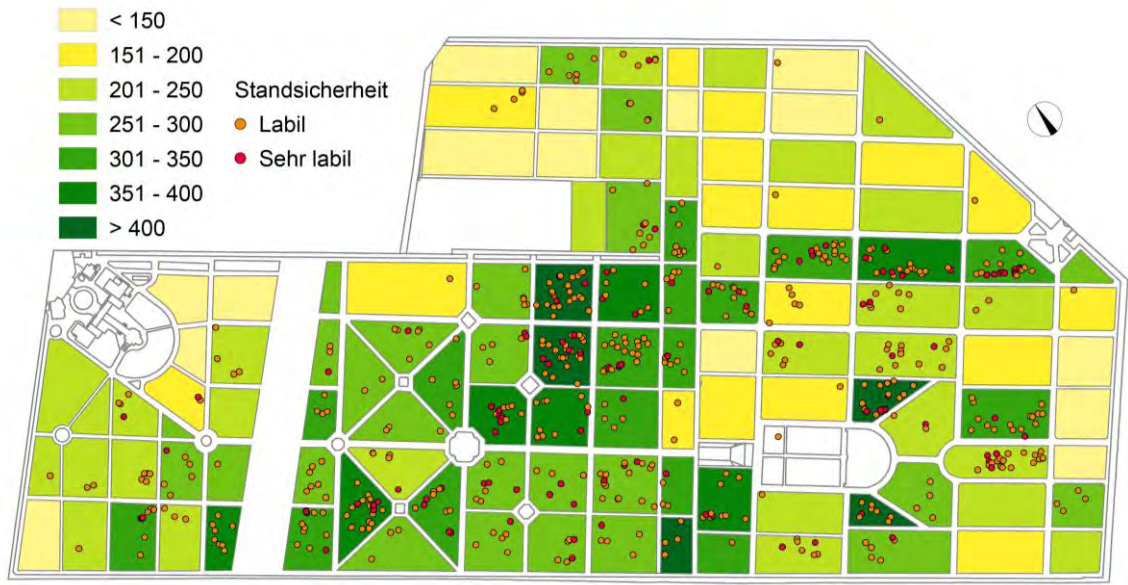 < 150
151 - 200
201 - 250
251 - 300
301 - 350
351 - 400
> 400
Standsicherheit
Labil
Sehr labil